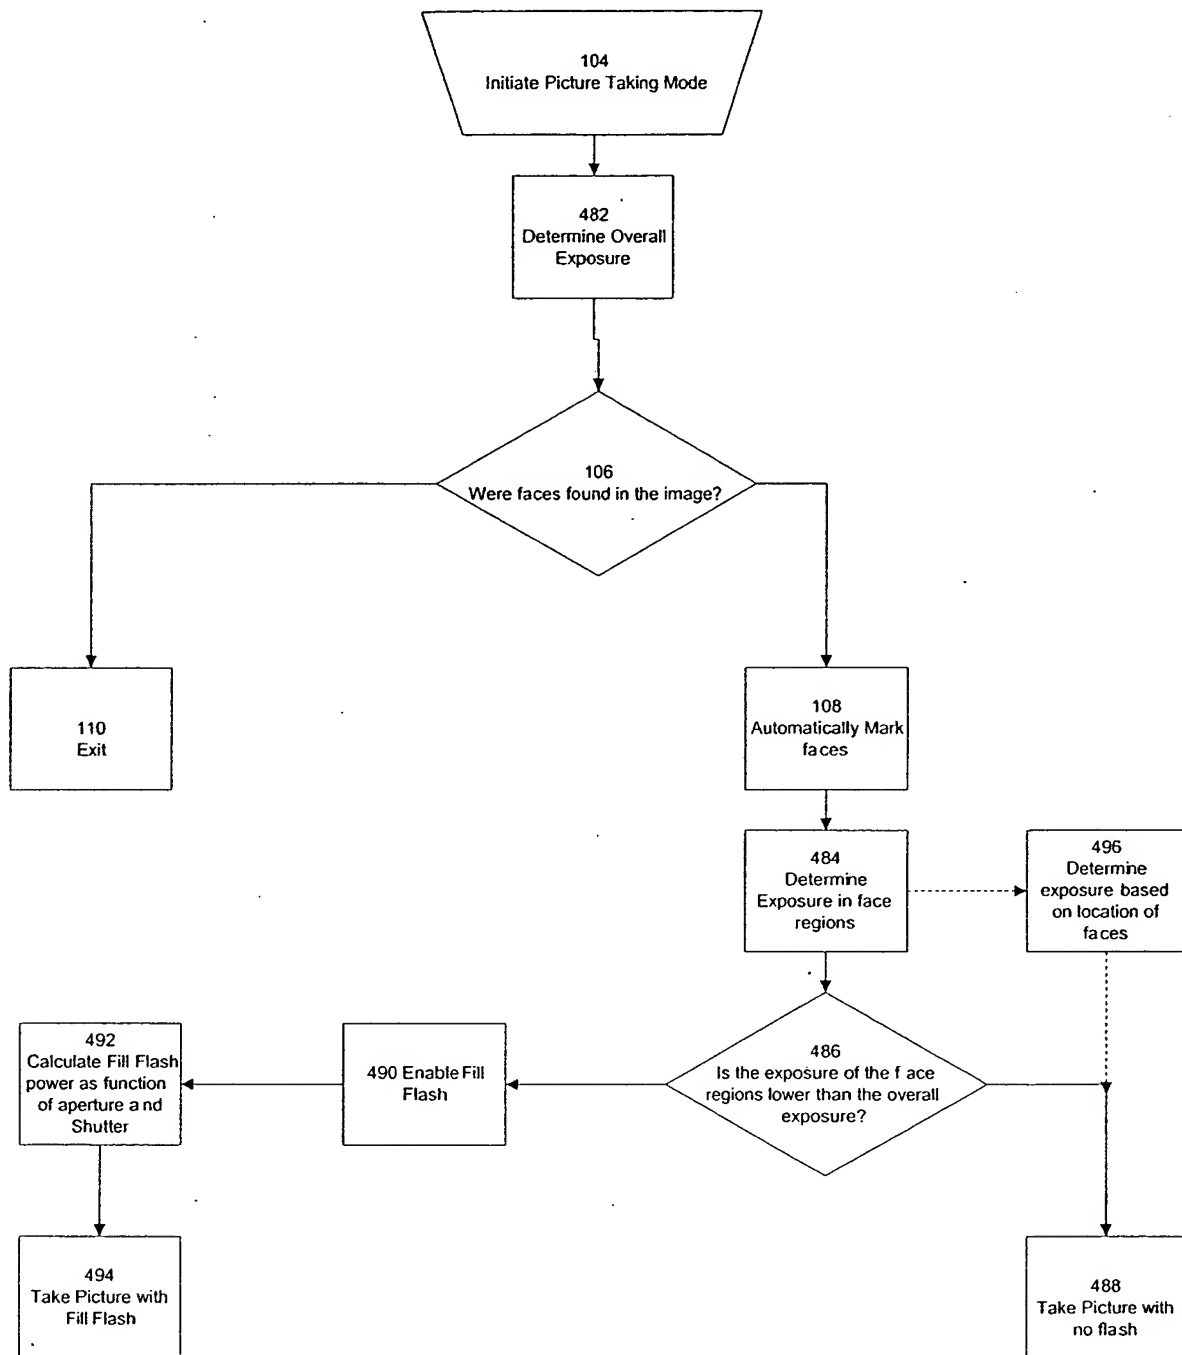 104
Initiate Picture Taking Mode
482
Determine Overall
Exposure
106
Were faces found in the image?
110
Exit
108
Automatically Mark
faces
484
Determine
Exposure in face
regions
496
Determine
exposure based
on location of
faces
486
Is the exposure of the f ace
regions lower than the overall
exposure?
490 Enable Fill
Flash
492
Calculate Fill Flash
power as function
of aperture and
Shutter
494
Take Picture with
Fill Flash
488
Take Picture with
no flash